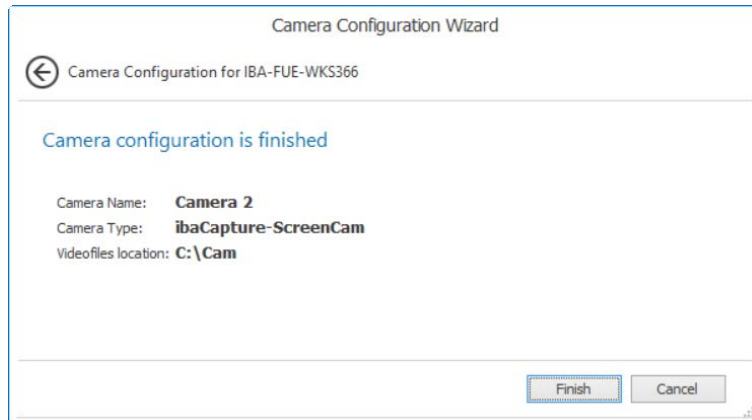 Camera Configuration Wizard
Camera Configuration for IBA-FUE-WKS366
Camera configuration is finished
Camera Name: Camera 2
Camera Type: ibaCapture-ScreenCam
Videofiles location: C:\Cam
Finish Cancel